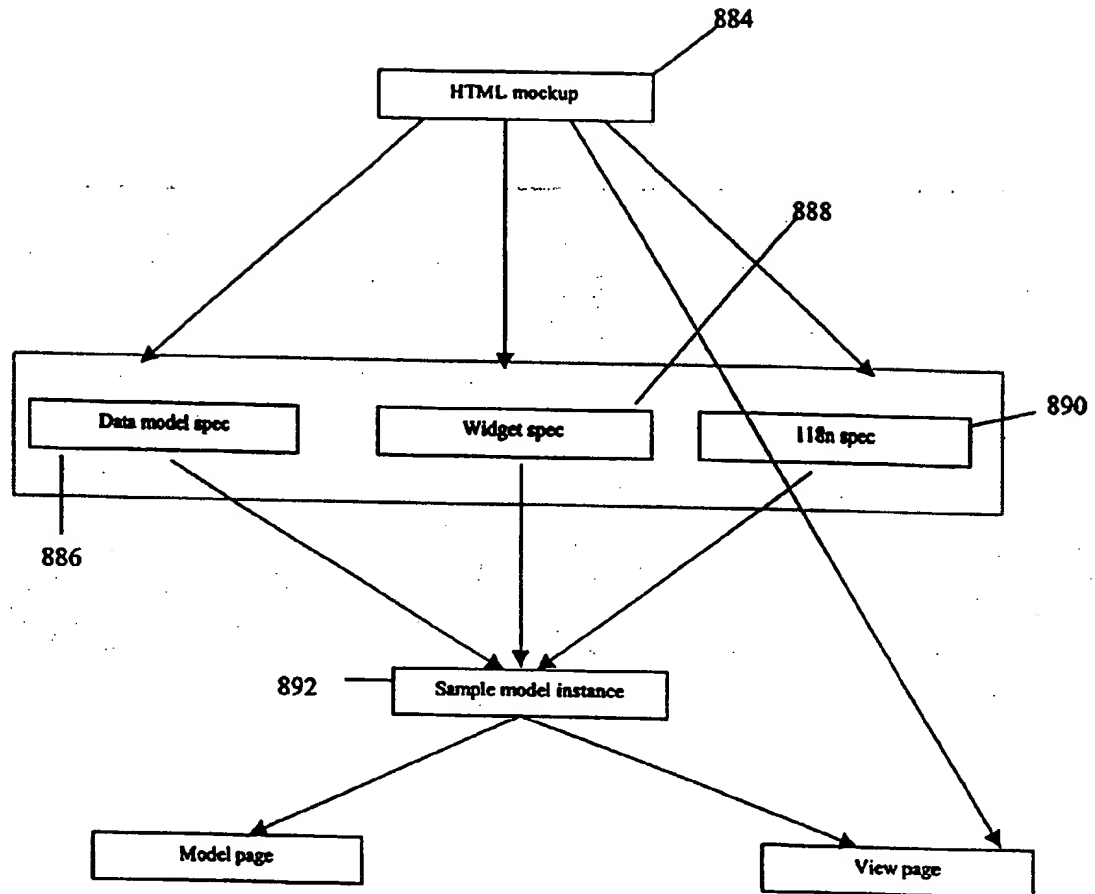 884
HTML mockup
888
Data model spec
Widget spec
118n spec
890
886
892
Sample model instance
Model page
View page